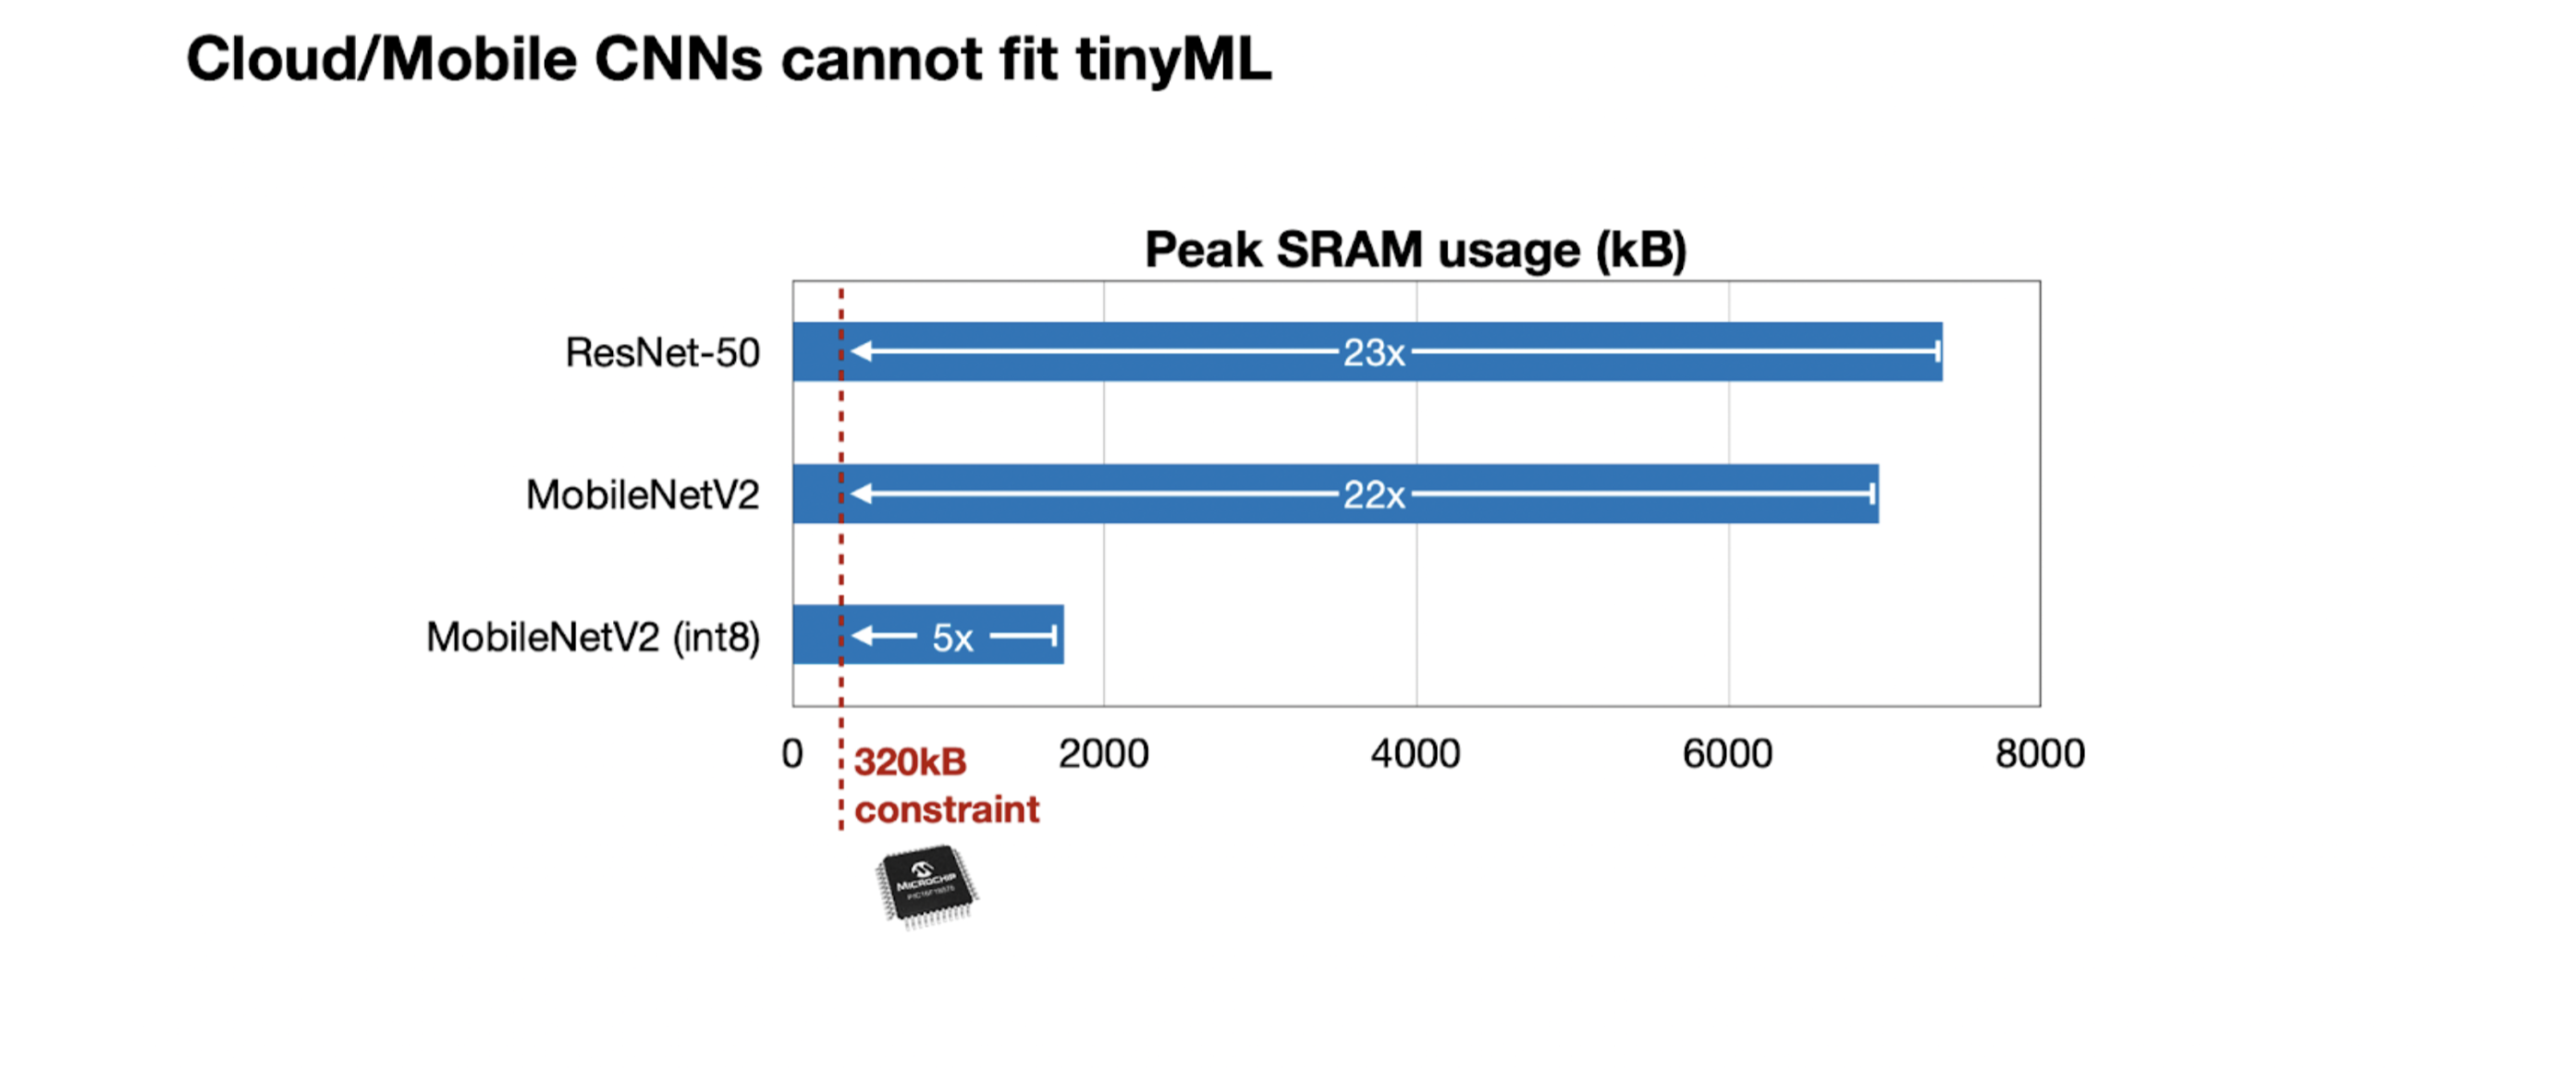 Cloud/Mobile CNNs cannot fit tinyML
Peak SRAM usage (kB)
ResNet-50
23x
MobileNetV2
22x
MobileNetV2 (int8)
5x
0 2000 4000 6000 8000
320kB
constraint
MICROCHIP